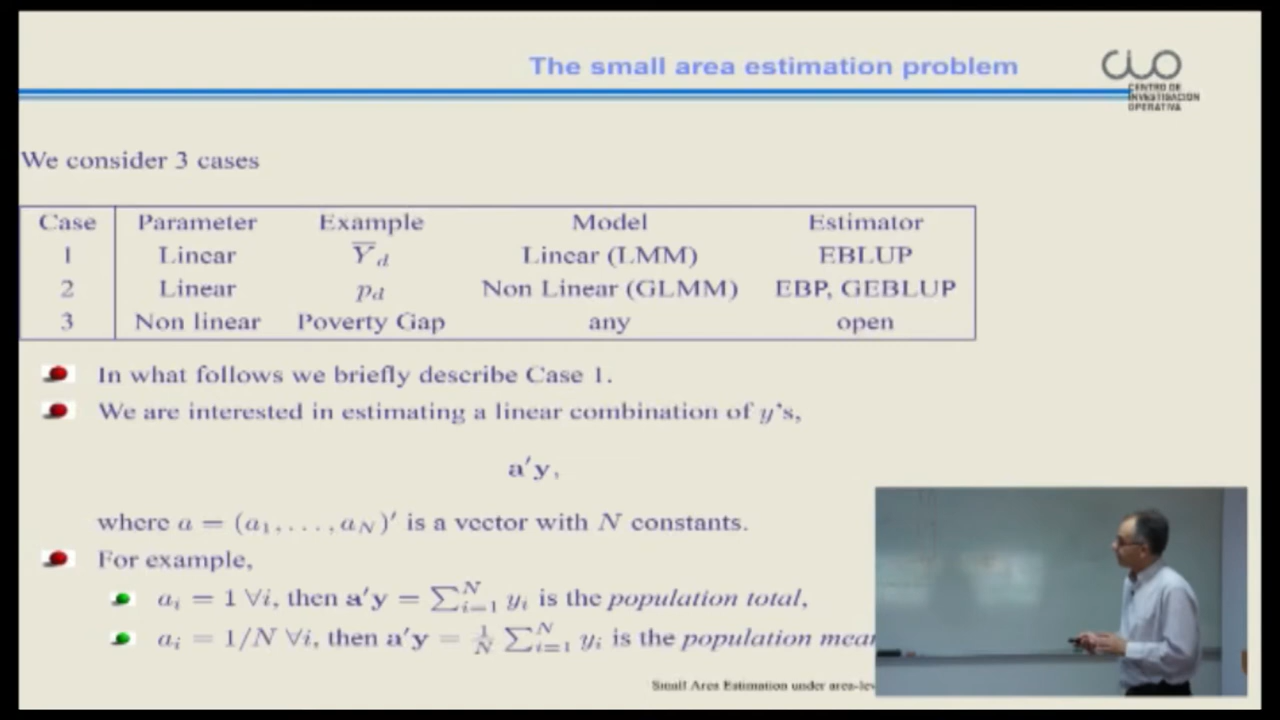 The small area estimation problem
CIO
CENTRO DE
INVESTIGACION
OPERATIVA
We consider 3 cases
Case Parameter Example Model Estimator
1 Linear Y̅_d Linear (LMM) EBLUP
2 Linear p_d Non Linear (GLMM) EBP, GEBLUP
3 Non linear Poverty Gap any open
In what follows we briefly describe Case 1.
We are interested in estimating a linear combination of y's,
a′y,
where a = (a_1, . . . , a_N)′ is a vector with N constants.
For example,
a_i = 1 ∀i, then a′y = ∑_{i=1}^N y_i is the population total,
a_i = 1/N ∀i, then a′y = 1/N ∑_{i=1}^N y_i is the population mea
Small Area Estimation under area-lev